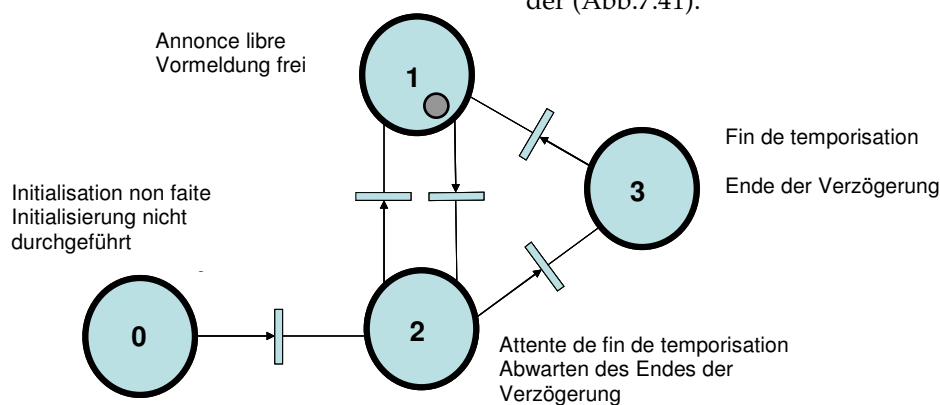 der (Abb.7.41).
Annonce libre
Vormeldung frei
1
Fin de temporisation
Ende der Verzögerung
3
Initialisation non faite
Initialisierung nicht
durchgeführt
0
2
Attente de fin de temporisation
Abwarten des Endes der
Verzögerung